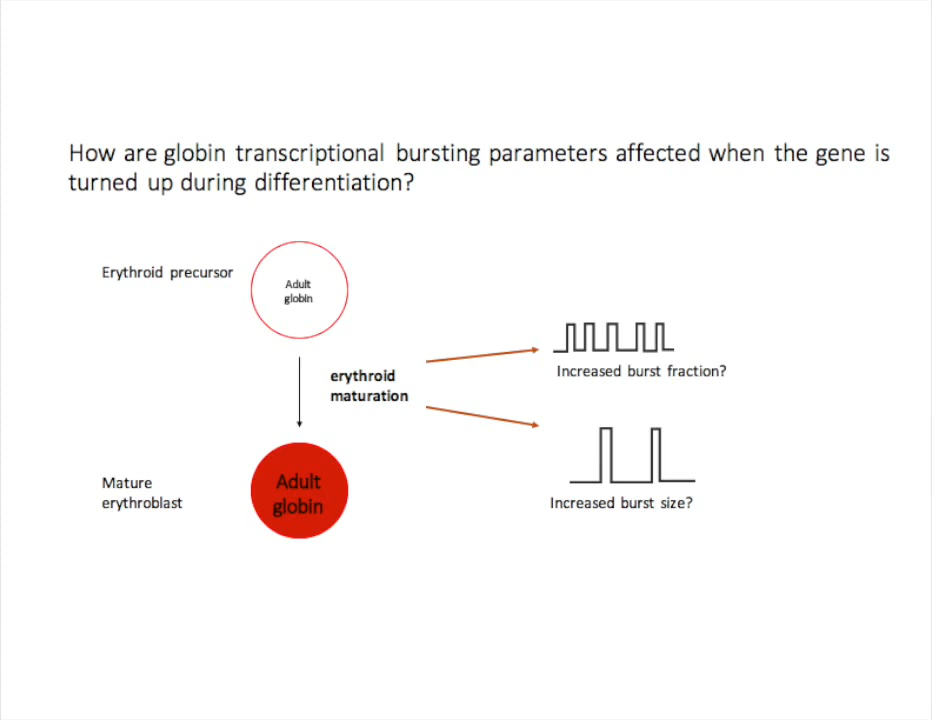 How are globin transcriptional bursting parameters affected when the gene is
turned up during differentiation?
Erythroid precursor
Adult
globin
erythroid
maturation
Increased burst fraction?
Mature
erythroblast
Adult
globin
Increased burst size?